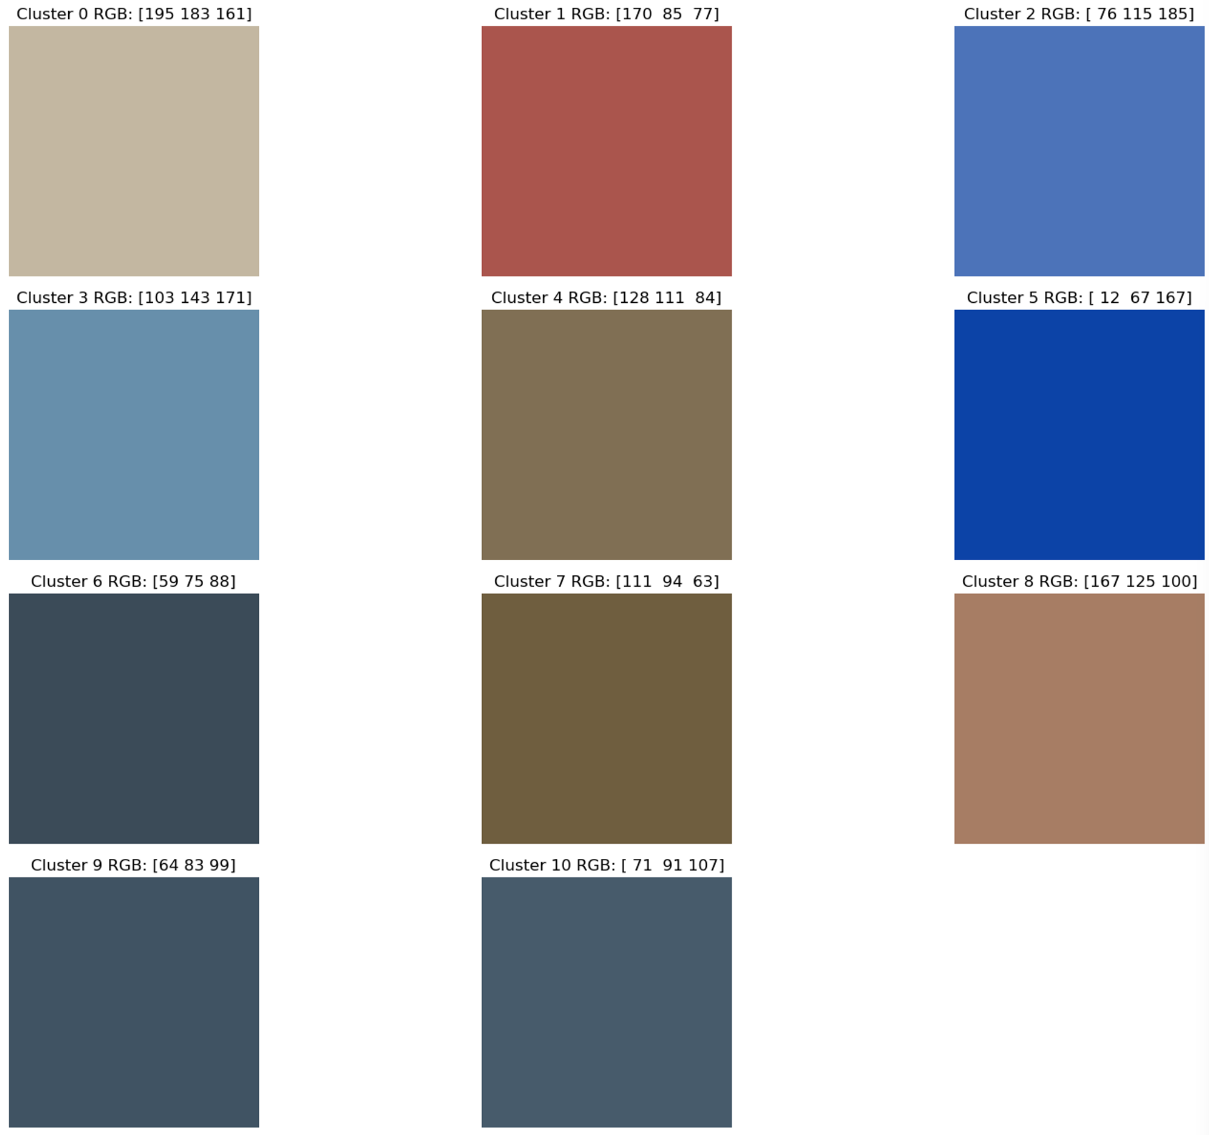 Cluster 0 RGB: [195 183 161]
Cluster 1 RGB: [170  85  77]
Cluster 2 RGB: [ 76 115 185]
Cluster 3 RGB: [103 143 171]
Cluster 4 RGB: [128 111  84]
Cluster 5 RGB: [ 12  67 167]
Cluster 6 RGB: [59 75 88]
Cluster 7 RGB: [111  94  63]
Cluster 8 RGB: [167 125 100]
Cluster 9 RGB: [64 83 99]
Cluster 10 RGB: [ 71  91 107]